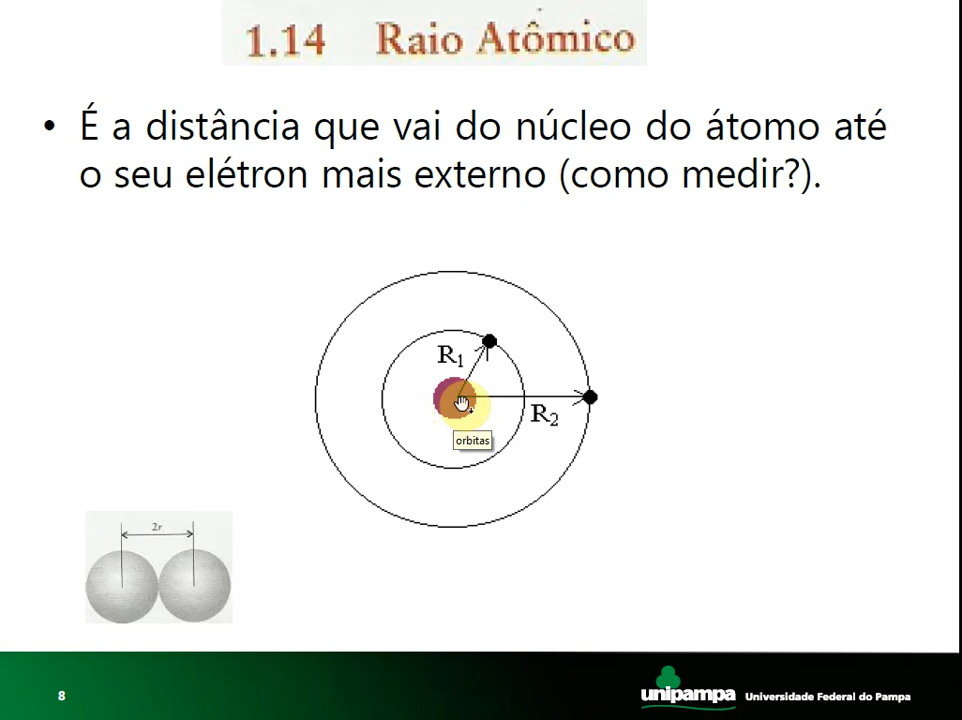 1.14 Raio Atômico
• É a distância que vai do núcleo do átomo até
o seu elétron mais externo (como medir?).
R1
R2
orbitas
2r
8
unipampa Universidade Federal do Pampa